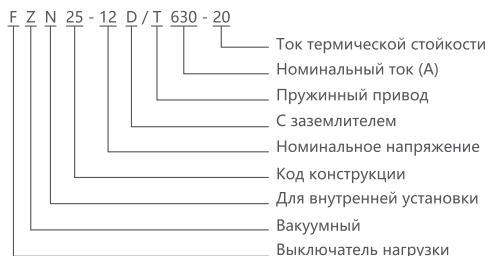 F Z N 25 - 12 D / T 630 - 20
Ток термической стойкости
Номинальный ток (А)
Пружинный привод
С заземлителем
Номинальное напряжение
Код конструкции
Для внутренней установки
Вакуумный
Выключатель нагрузки